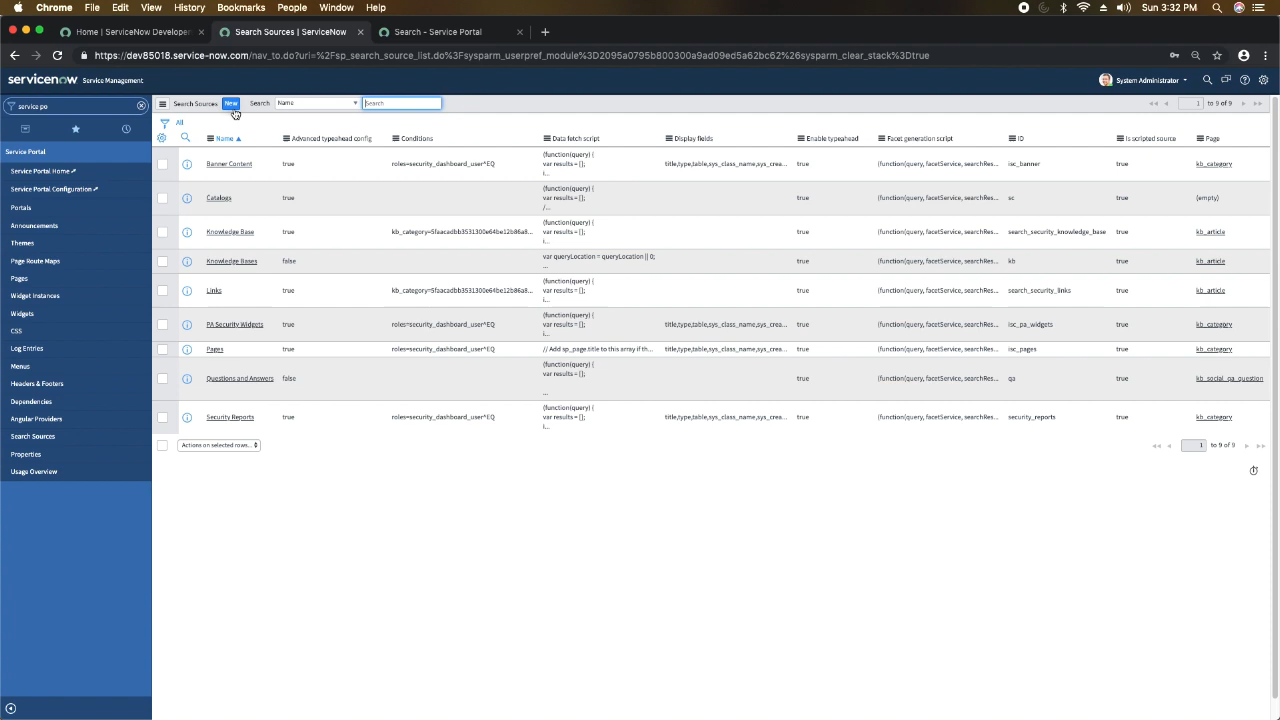 File Edit View History Bookmarks People Window Help Sun 3:32 PM
Home | ServiceNow Developer Search Sources | ServiceNow Search - Service Portal
https://dev85018.service-now.com/nav_to.do?uri=%2Fsp_search_source_list.do%3Fsysparm_userpref_module%3D2095a0795b800300a9ad21a5ad62bc62%26sysparm_clear_stack%3Dtrue
servicenow Service Management System Administrator
service po
Search Sources New Search Name Search 1 to 9 of 9
All
Name Advanced typeahead config Conditions Data fetch script Display fields Enable typeahead Facet generation script ID Is scripted source Page
Service Portal
Service Portal Home
Service Portal Configuration
Portals
Announcements
Themes
Page Route Maps
Pages
Widget Instances
Widgets
CSS
Log Entries
Menus
Headers & Footers
Dependencies
Angular Providers
Search Sources
Properties
Usage Overview
(function(query) {
Banner Content true roles=security_dashboard_user^EQ var results = []; title,type,table,sys_class_name,sys_crea... true (function(query, facetService, searchRes... isc_banner true kb_category
i...
(function(query) {
Catalogs true var results = []; true (function(query, facetService, searchRes... sc true (empty)
/...
(function(query) {
Knowledge Base true kb_category=5faacadbb3531300e64fbe12b86a8... var results = []; true (function(query, facetService, searchRes... search_security_knowledge_base true kb_article
i...
var queryLocation = queryLocation || 0;
Knowledge Bases false ... true (function(query, facetService, searchRes... kb true kb_article
(function(query) {
Links true kb_category=5faacadbb3531300e64fbe12b86a8... var results = []; true (function(query, facetService, searchRes... search_security_links true kb_article
i...
(function(query) {
PA Security Widgets true roles=security_dashboard_user^EQ var results = []; title,type,table,sys_class_name,sys_crea... true (function(query, facetService, searchRes... isc_pa_widgets true kb_category
i...
Pages true roles=security_dashboard_user^EQ // Add sp_page.title to this array if th... title,type,table,sys_class_name,sys_crea... true (function(query, facetService, searchRes... isc_pages true kb_category
(function(query) {
var results = [];
Questions and Answers false true (function(query, facetService, searchRes... qa true kb_social_qa_question
...
(function(query) {
Security Reports true roles=security_dashboard_user^EQ var results = []; title,type,table,sys_class_name,sys_crea... true (function(query, facetService, searchRes... security_reports true kb_category
i...
Actions on selected rows... 1 to 9 of 9